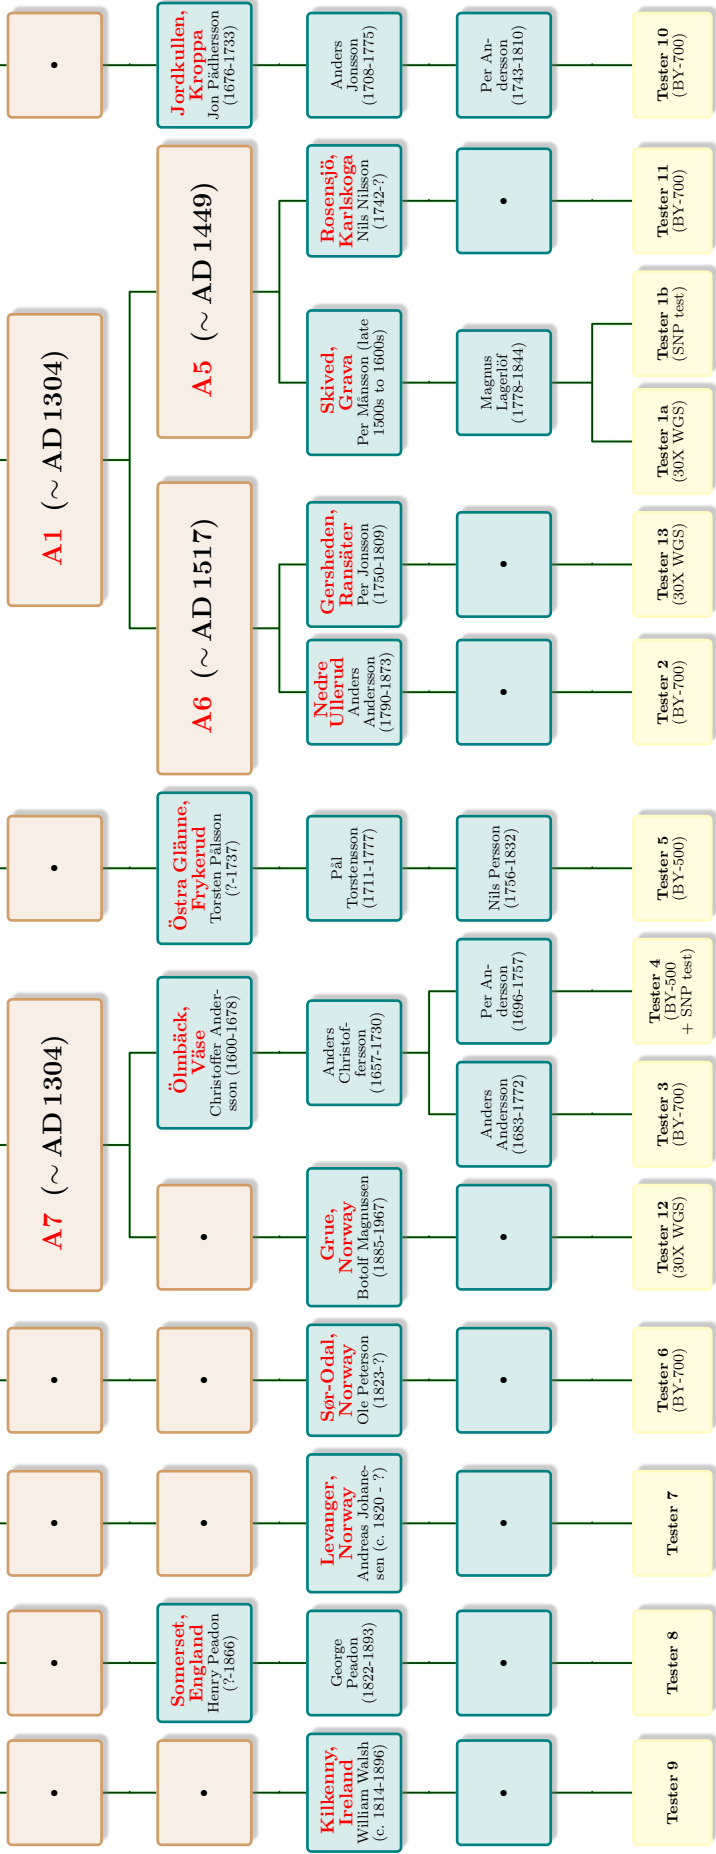 A7 (∼ AD 1304)
A1 (∼ AD 1304)
Somerset,
England
Henry Peadon
(?-1866)
Ölmbäck,
Väse
Christoffer Ander-
sson (1600-1678)
Östra Glänne,
Frykerud
Torsten Pålsson
(?-1737)
A6 (∼ AD 1517)
A5 (∼ AD 1449)
Jordkullen,
Kroppa
Jon Pädhersson
(1676-1733)
Kilkenny,
Ireland
William Walsh
(c. 1814-1896)
George
Peadon
(1822-1893)
Levanger,
Norway
Andreas Johane-
sen (c. 1820 - ?)
Sør-Odal,
Norway
Ole Peterson
(1823-?)
Grue,
Norway
Botolf Magnussen
(1885-1967)
Anders
Christof-
fersson
(1657-1730)
Pål
Torstensson
(1711-1777)
Nedre
Ullerud
Anders
Andersson
(1790-1873)
Gersheden,
Ransäter
Per Jonsson
(1750-1809)
Skived,
Grava
Per Månsson (late
1500s to 1600s)
Rosensjö,
Karlskoga
Nils Nilsson
(1742-?)
Anders
Jonsson
(1708-1775)
Anders
Andersson
(1683-1772)
Per An-
dersson
(1696-1757)
Nils Persson
(1756-1832)
Magnus
Lagerlöf
(1778-1844)
Per An-
dersson
(1743-1810)
Tester 9
Tester 8
Tester 7
Tester 6
(BY-700)
Tester 12
(30X WGS)
Tester 3
(BY-700)
Tester 4
(BY-500
+ SNP test)
Tester 5
(BY-500)
Tester 2
(BY-700)
Tester 13
(30X WGS)
Tester 1a
(30X WGS)
Tester 1b
(SNP test)
Tester 11
(BY-700)
Tester 10
(BY-700)